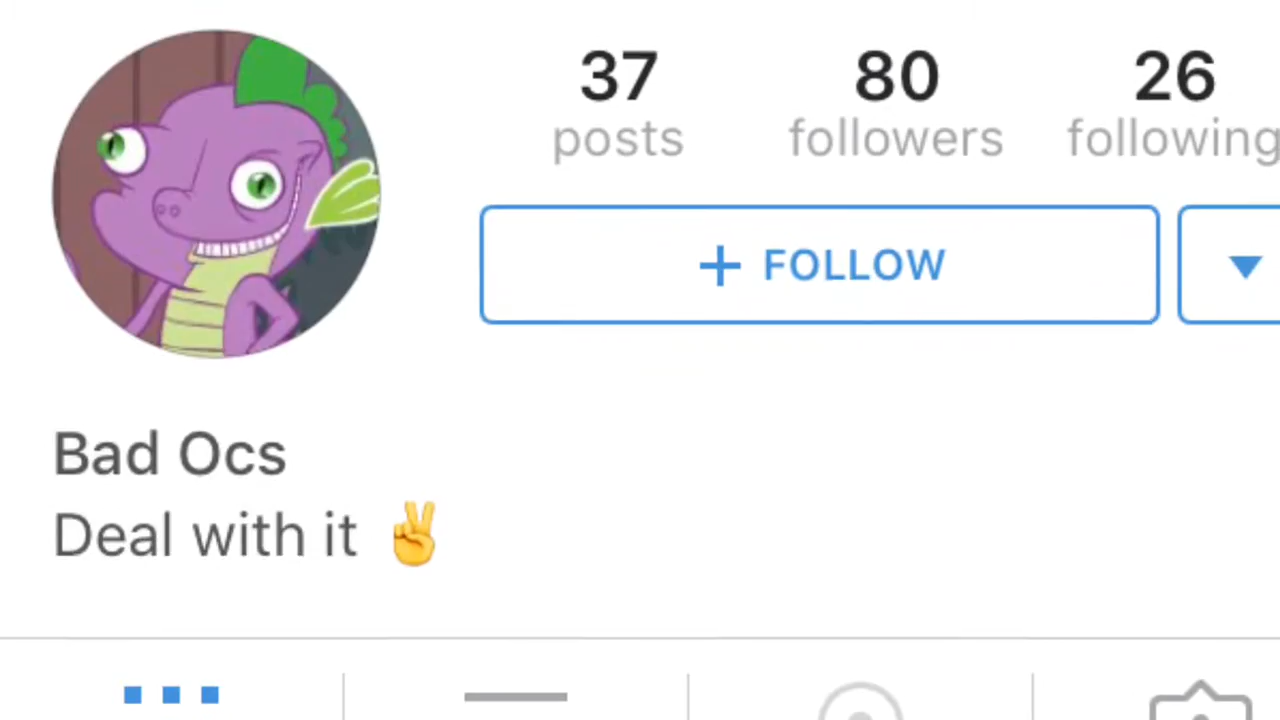 37 80 26
posts followers following
+ FOLLOW
Bad Ocs
Deal with it ✌️